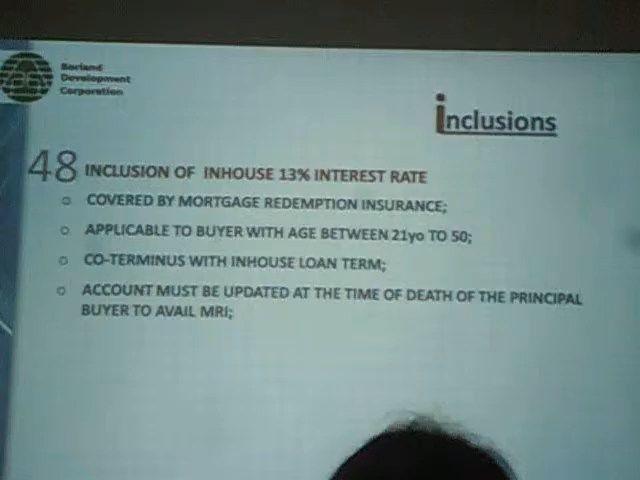 Borland
Development
Corporation
inclusions
48 INCLUSION OF INHOUSE 13% INTEREST RATE
o COVERED BY MORTGAGE REDEMPTION INSURANCE;
o APPLICABLE TO BUYER WITH AGE BETWEEN 21yo TO 50;
o CO-TERMINUS WITH INHOUSE LOAN TERM;
o ACCOUNT MUST BE UPDATED AT THE TIME OF DEATH OF THE PRINCIPAL
BUYER TO AVAIL MRI;